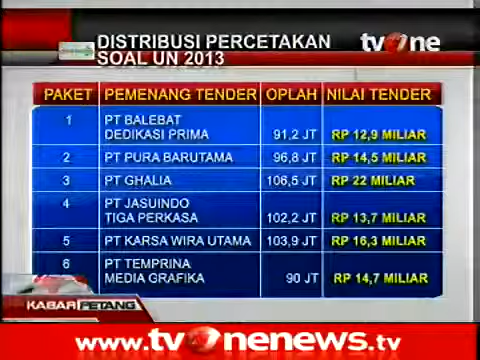 DISTRIBUSI PERCETAKAN
SOAL UN 2013
tvOne
PAKET PEMENANG TENDER OPLAH NILAI TENDER
1 PT BALEBAT
DEDIKASI PRIMA 91,2 JT RP 12,9 MILIAR
2 PT PURA BARUTAMA 96,8 JT RP 14,5 MILIAR
3 PT GHALIA 106,5 JT RP 22 MILIAR
4 PT JASUINDO
TIGA PERKASA 102,2 JT RP 13,7 MILIAR
5 PT KARSA WIRA UTAMA 103,9 JT RP 16,3 MILIAR
6 PT TEMPRINA
MEDIA GRAFIKA 90 JT RP 14,7 MILIAR
KABAR PETANG
www.tvOnenews.tv